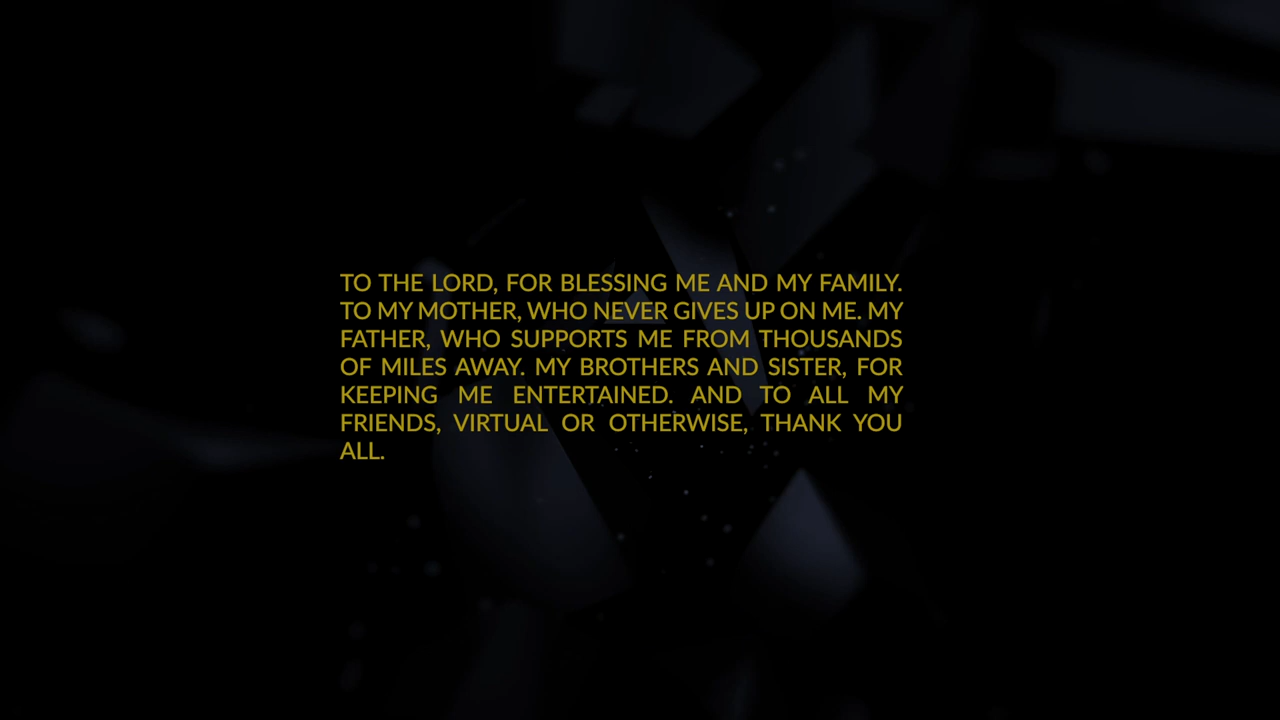 TO THE LORD, FOR BLESSING ME AND MY FAMILY.
TO MY MOTHER, WHO NEVER GIVES UP ON ME. MY
FATHER, WHO SUPPORTS ME FROM THOUSANDS
OF MILES AWAY. MY BROTHERS AND SISTER, FOR
KEEPING ME ENTERTAINED. AND TO ALL MY
FRIENDS, VIRTUAL OR OTHERWISE, THANK YOU
ALL.